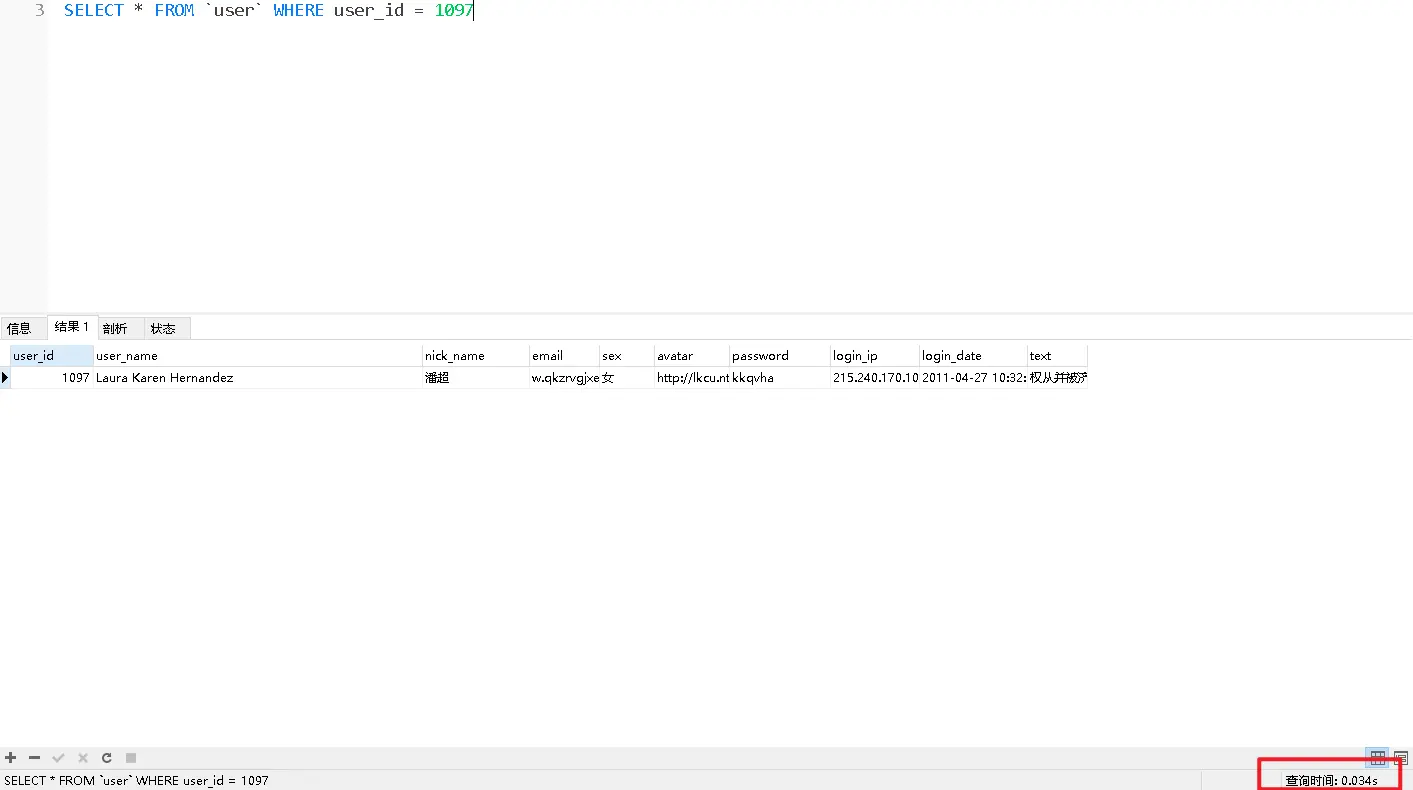 3 SELECT * FROM `user` WHERE user_id = 1097
信息 结果 1 剖析 状态
user_id user_name nick_name email sex avatar password login_ip login_date text
1097 Laura Karen Hernandez 潘超 w.qkzrvgjxe 女 http://lkcu.nt kkqvha 215.240.170.10 2011-04-27 10:32: 权从并被
SELECT * FROM `user` WHERE user_id = 1097 查询时间: 0.034s